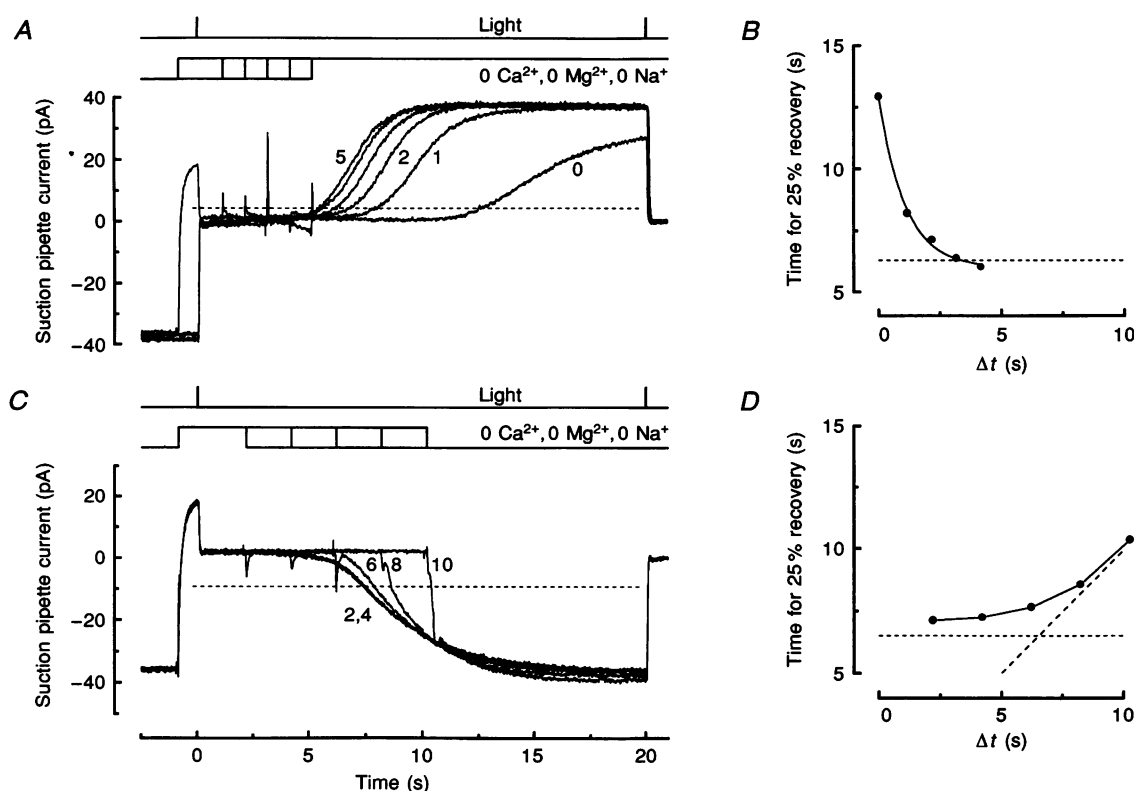 A
Light
0 Ca²⁺, 0 Mg²⁺, 0 Na⁺
Suction pipette current (pA)
40
20
0
−20
−40
5
2
1
0
B
Time for 25% recovery (s)
15
10
5
0
5
10
Δt (s)
C
Light
0 Ca²⁺, 0 Mg²⁺, 0 Na⁺
Suction pipette current (pA)
20
0
−20
−40
6
8
10
2,4
0
5
10
15
20
Time (s)
D
Time for 25% recovery (s)
15
10
5
0
5
10
Δt (s)